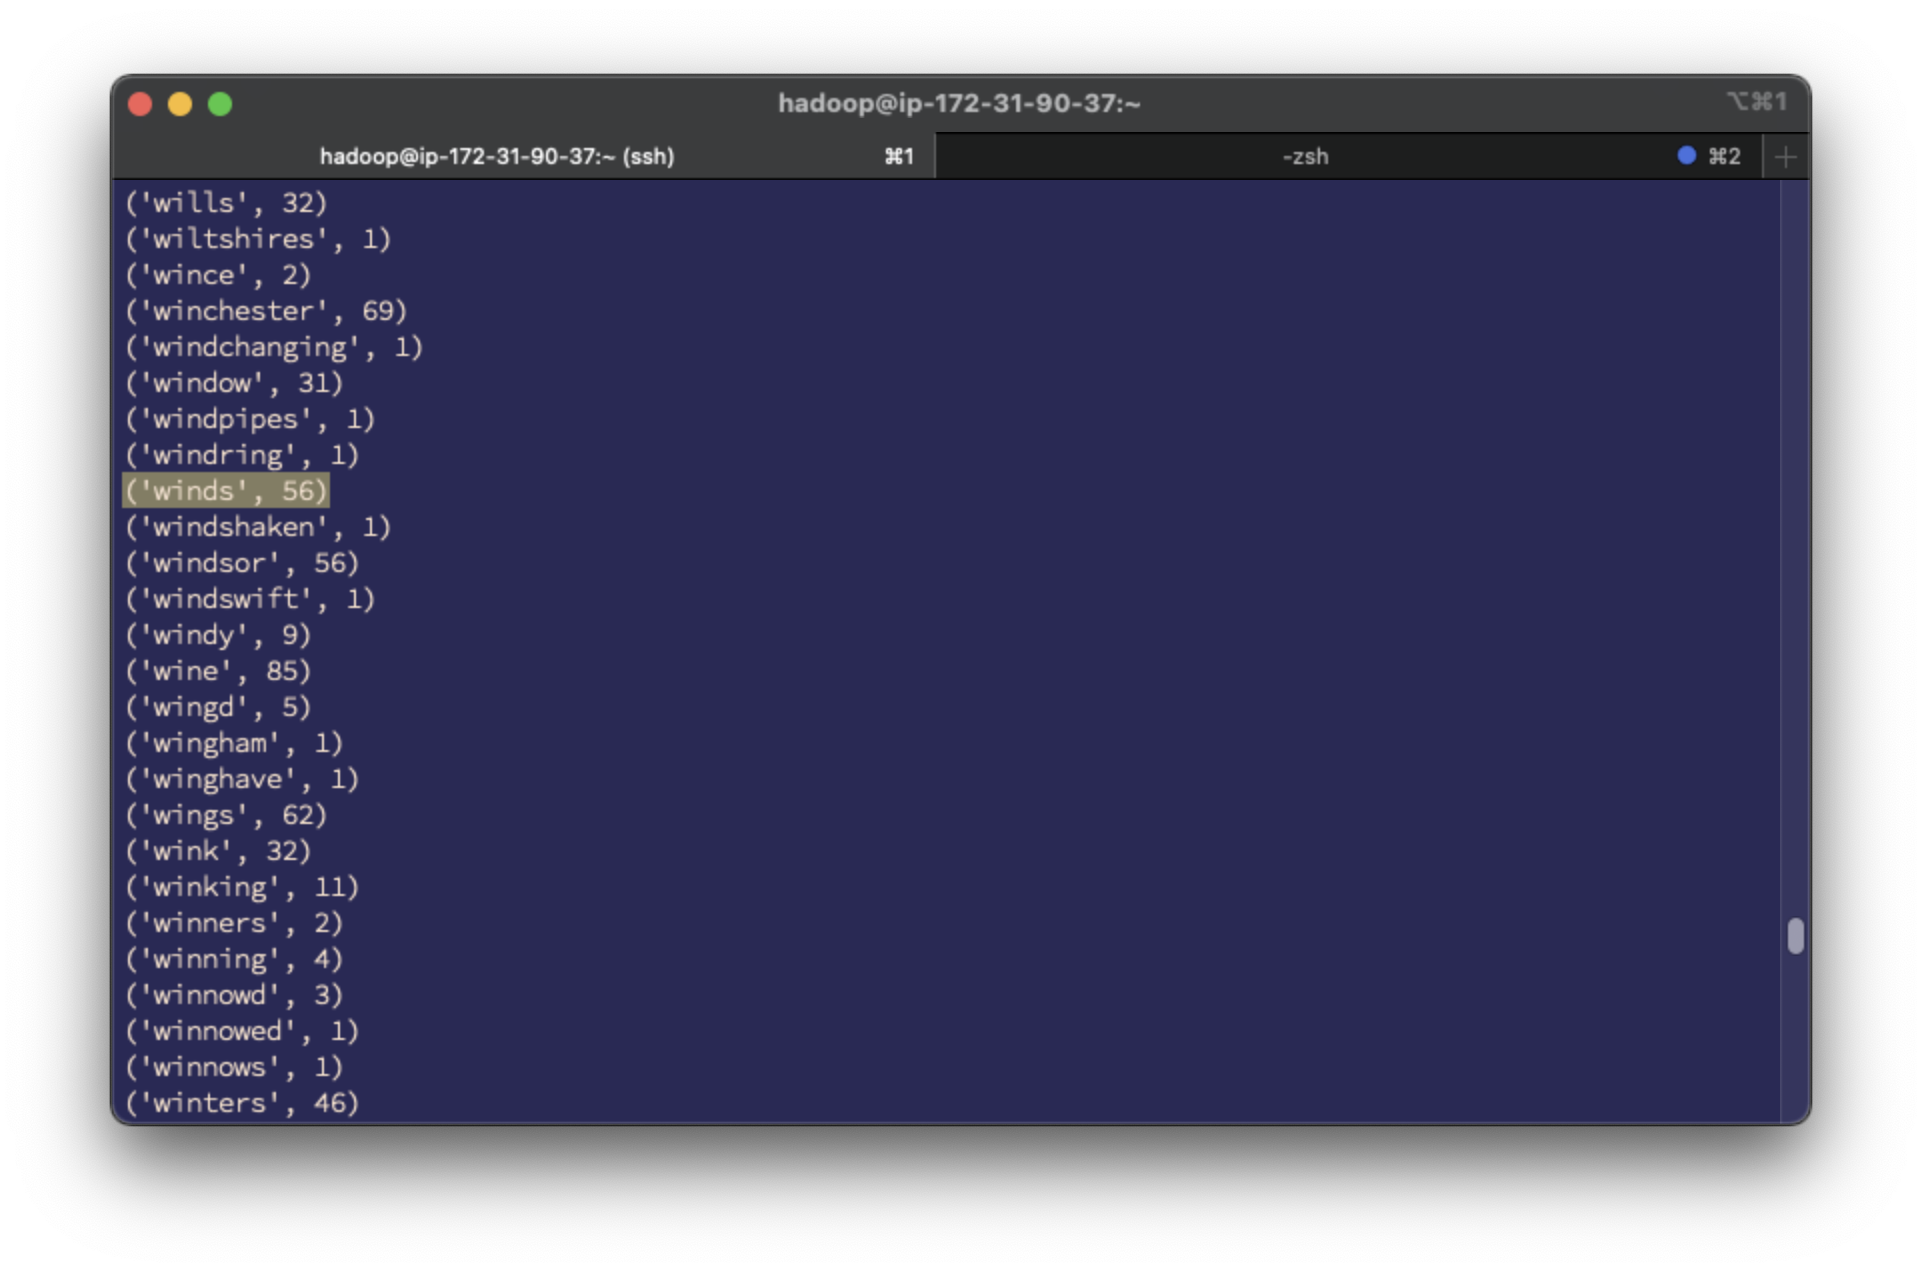 hadoop@ip-172-31-90-37:~
⌥⌘1
hadoop@ip-172-31-90-37:~ (ssh) ⌘1
-zsh ⌘2
('wills', 32)
('wiltshires', 1)
('wince', 2)
('winchester', 69)
('windchanging', 1)
('window', 31)
('windpipes', 1)
('windring', 1)
('winds', 56)
('windshaken', 1)
('windsor', 56)
('windswift', 1)
('windy', 9)
('wine', 85)
('wingd', 5)
('wingham', 1)
('winghave', 1)
('wings', 62)
('wink', 32)
('winking', 11)
('winners', 2)
('winning', 4)
('winnowd', 3)
('winnowed', 1)
('winnows', 1)
('winters', 46)